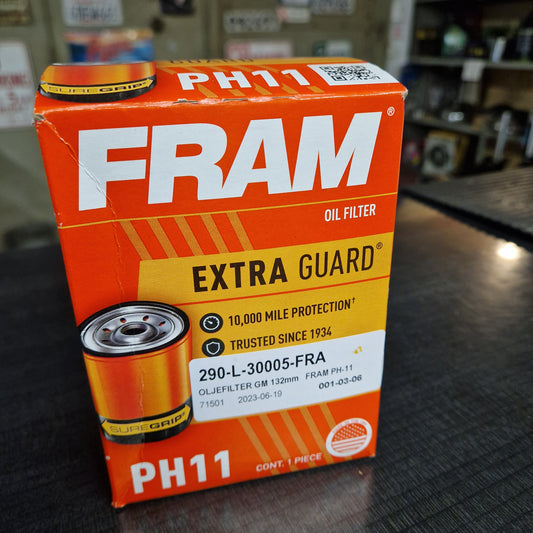 GUARD
PH11
SUREGRIP®
FRAM®
OIL FILTER
EXTRA GUARD®
10,000 MILE PROTECTION†
TRUSTED SINCE 1934
290-L-30005-FRA
OLJEFILTER GM 132mm FRAM PH-11
71501 2023-06-19 001-03-06
SUREGRIP®
PH11
CONT. 1 PIECE